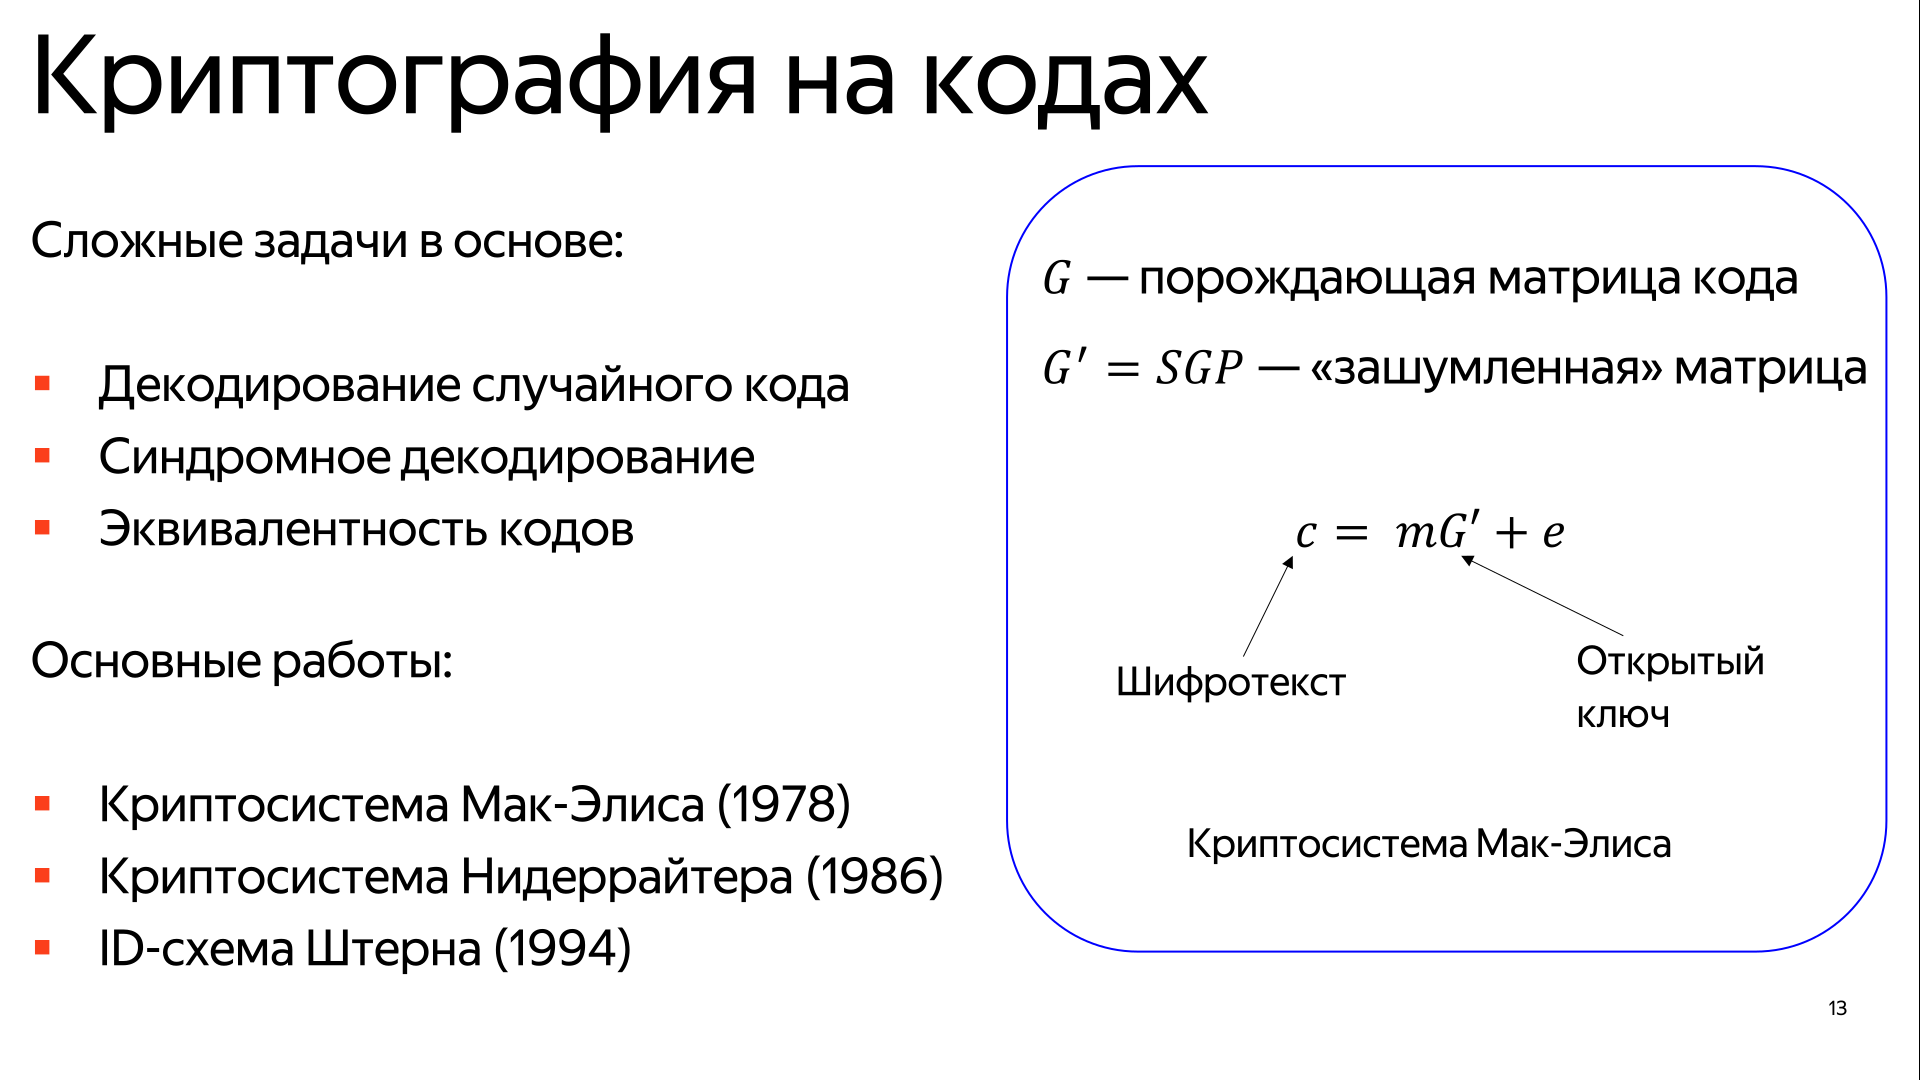 Криптография на кодах
Сложные задачи в основе:
Декодирование случайного кода
Синдромное декодирование
Эквивалентность кодов
Основные работы:
Криптосистема Мак-Элиса (1978)
Криптосистема Нидеррайтера (1986)
ID-схема Штерна (1994)
G — порождающая матрица кода
G′ = SGP — «зашумленная» матрица
c = mG′ + e
Шифротекст
Открытый
ключ
Криптосистема Мак-Элиса
13